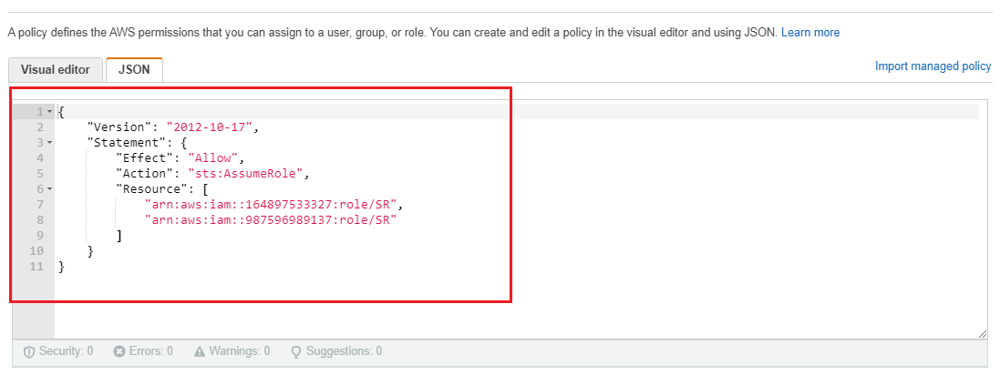 A policy defines the AWS permissions that you can assign to a user, group, or role. You can create and edit a policy in the visual editor and using JSON. Learn more
Visual editor JSON Import managed policy
1 {
2 "Version": "2012-10-17",
3 "Statement": {
4 "Effect": "Allow",
5 "Action": "sts:AssumeRole",
6 "Resource": [
7 "arn:aws:iam::164897533327:role/SR",
8 "arn:aws:iam::987596989137:role/SR"
9 ]
10 }
11 }
Security: 0 Errors: 0 Warnings: 0 Suggestions: 0